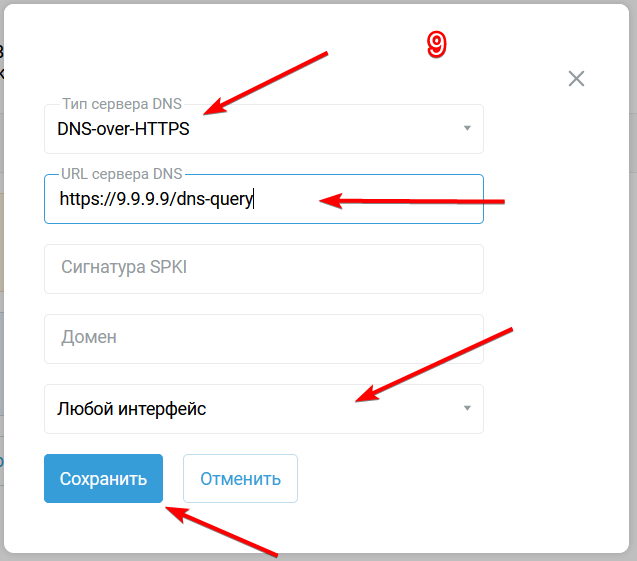 9
Тип сервера DNS
DNS-over-HTTPS
URL сервера DNS
https://9.9.9.9/dns-query
Сигнатура SPKI
Домен
Любой интерфейс
Сохранить
Отменить